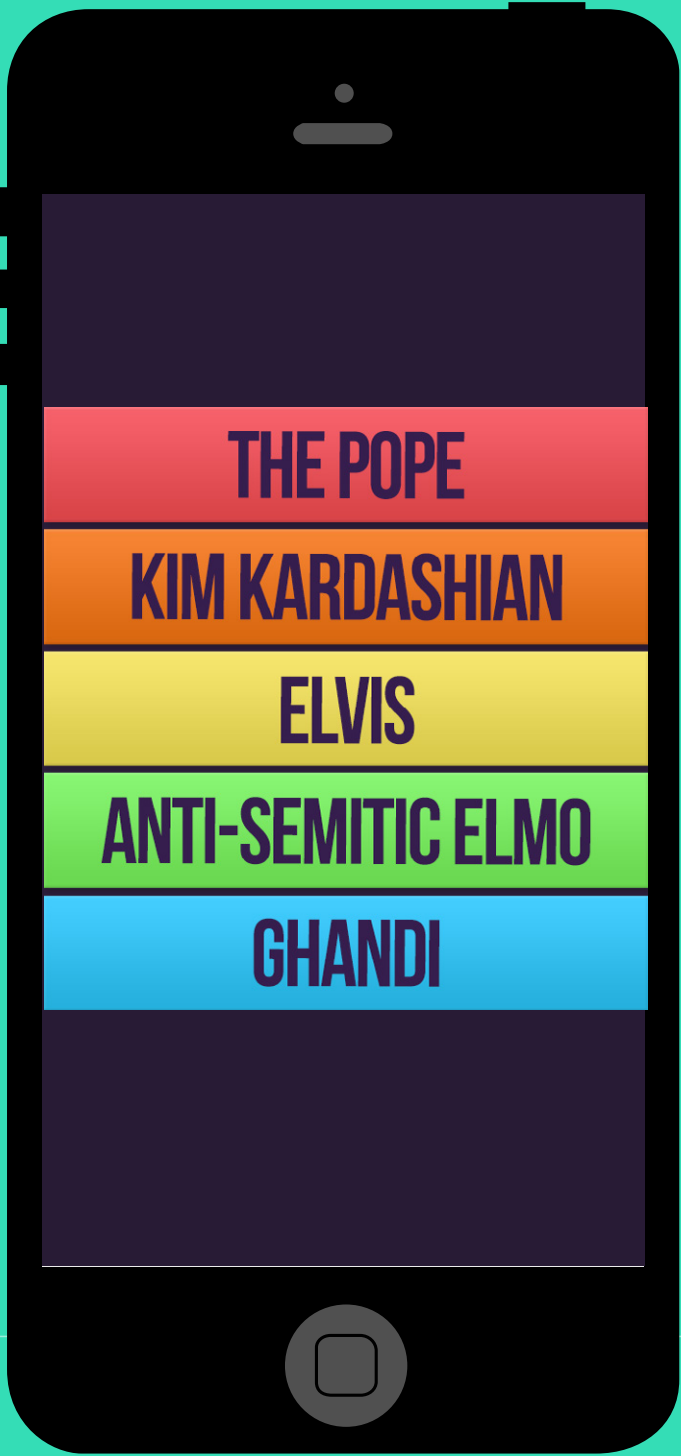 THE POPE
KIM KARDASHIAN
ELVIS
ANTI-SEMITIC ELMO
GHANDI